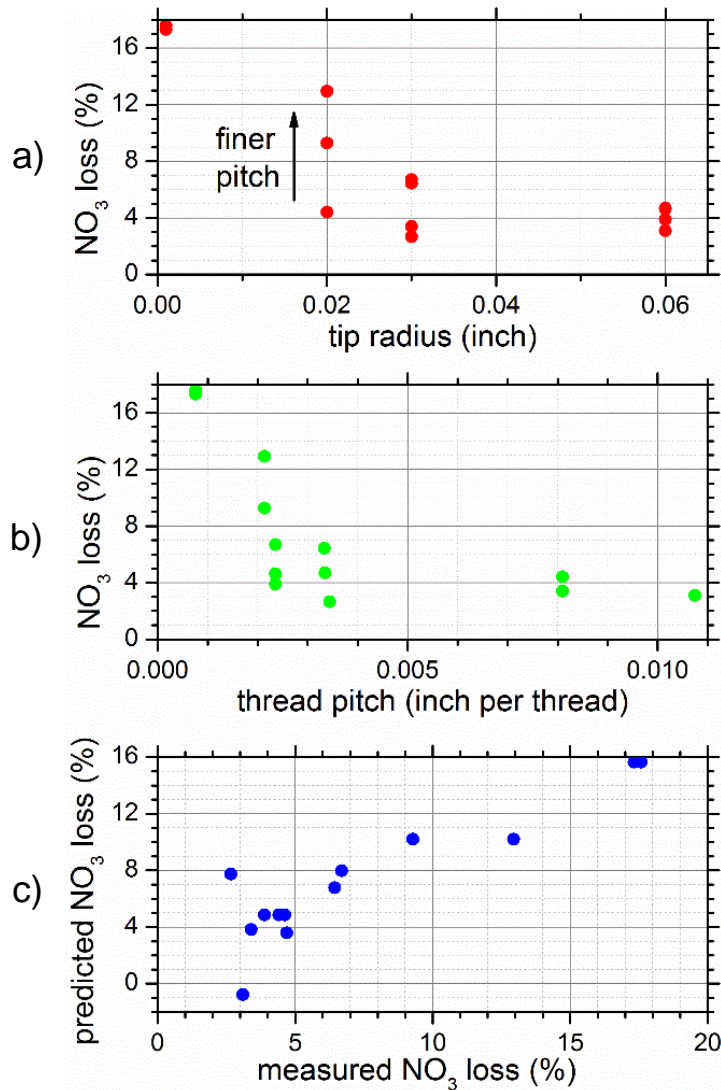 a)
NO3 loss (%)
16
12
8
4
0
finer
pitch
0.00
0.02
0.04
0.06
tip radius (inch)
b)
NO3 loss (%)
16
12
8
4
0
0.000
0.005
0.010
thread pitch (inch per thread)
c)
predicted NO3 loss (%)
16
12
8
4
0
0
5
10
15
20
measured NO3 loss (%)